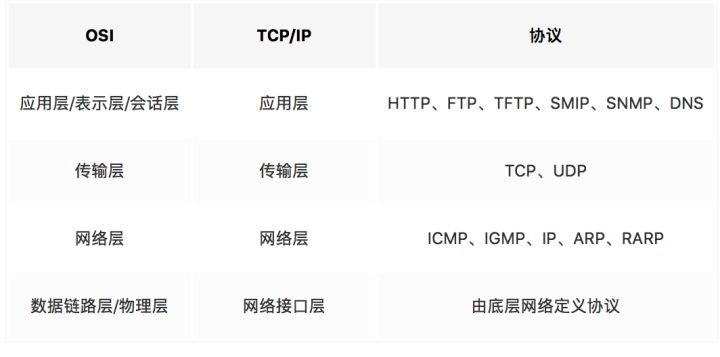 OSI TCP/IP 协议
应用层/表示层/会话层 应用层 HTTP、FTP、TFTP、SMIP、SNMP、DNS
传输层 传输层 TCP、UDP
网络层 网络层 ICMP、IGMP、IP、ARP、RARP
数据链路层/物理层 网络接口层 由底层网络定义协议